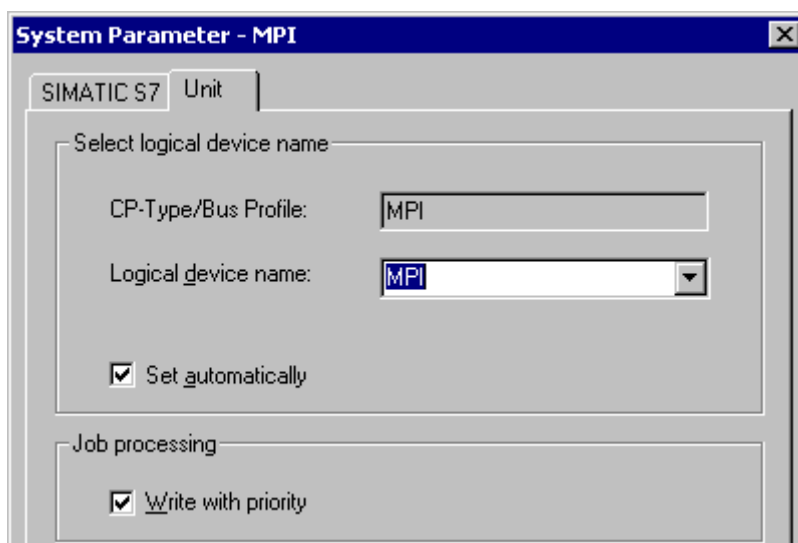 System Parameter - MPI
SIMATIC S7 Unit
Select logical device name
CP-Type/Bus Profile: MPI
Logical device name: MPI
Set automatically
Job processing
Write with priority